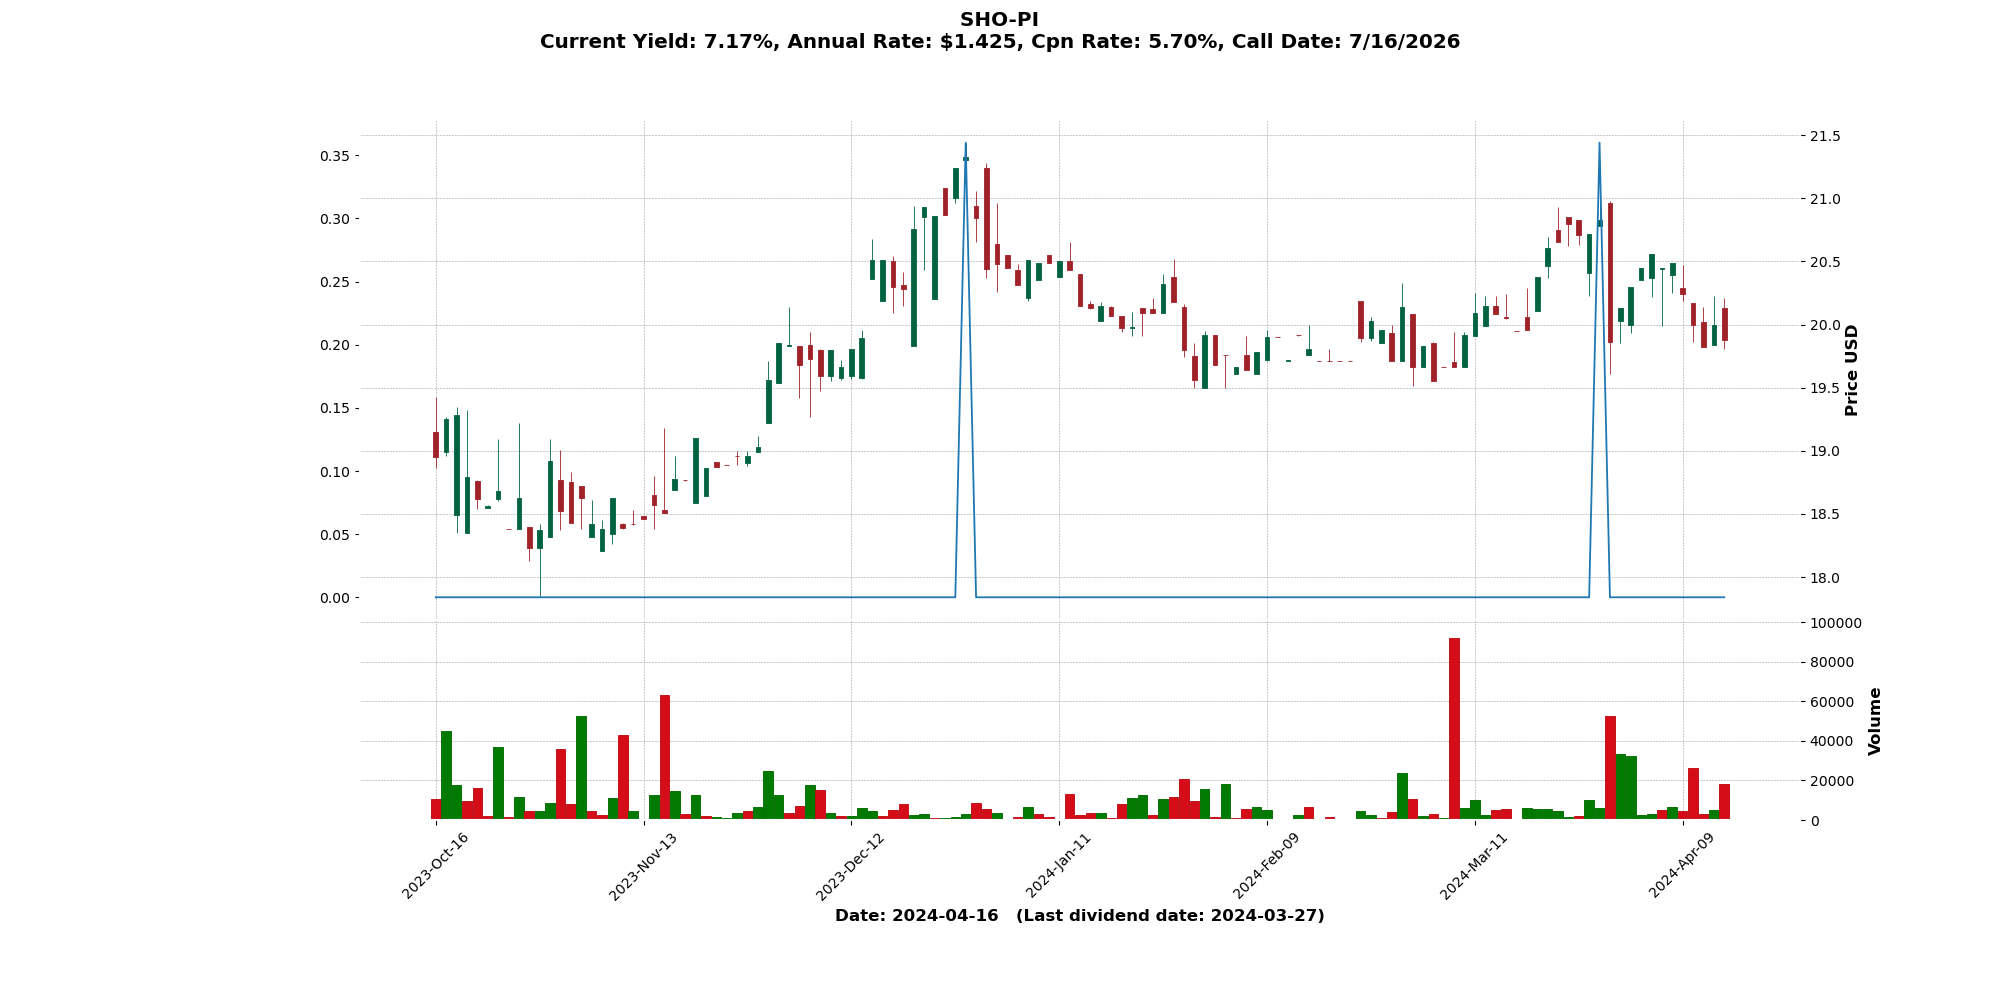 SHO-PI
Current Yield: 7.17%, Annual Rate: $1.425, Cpn Rate: 5.70%, Call Date: 7/16/2026
0.35
0.30
0.25
0.20
0.15
0.10
0.05
0.00
21.5
21.0
20.5
20.0
19.5
19.0
18.5
18.0
Price USD
100000
80000
60000
40000
20000
0
Volume
2023-Oct-16
2023-Nov-13
2023-Dec-12
2024-Jan-11
2024-Feb-09
2024-Mar-11
2024-Apr-09
Date: 2024-04-16 (Last dividend date: 2024-03-27)